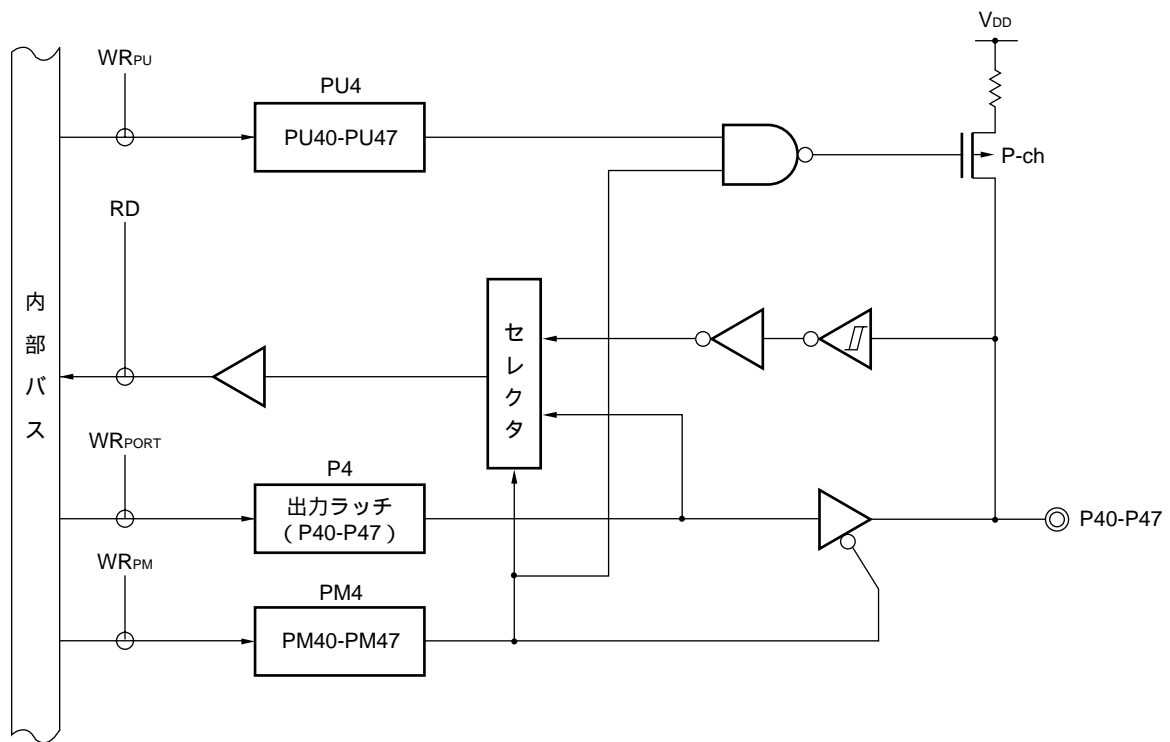 VDD
WRPU
PU4
PU40-PU47
P-ch
RD
内部バス
セレクタ
WRPORT
P4
出力ラッチ
（P40-P47）
P40-P47
WRPM
PM4
PM40-PM47